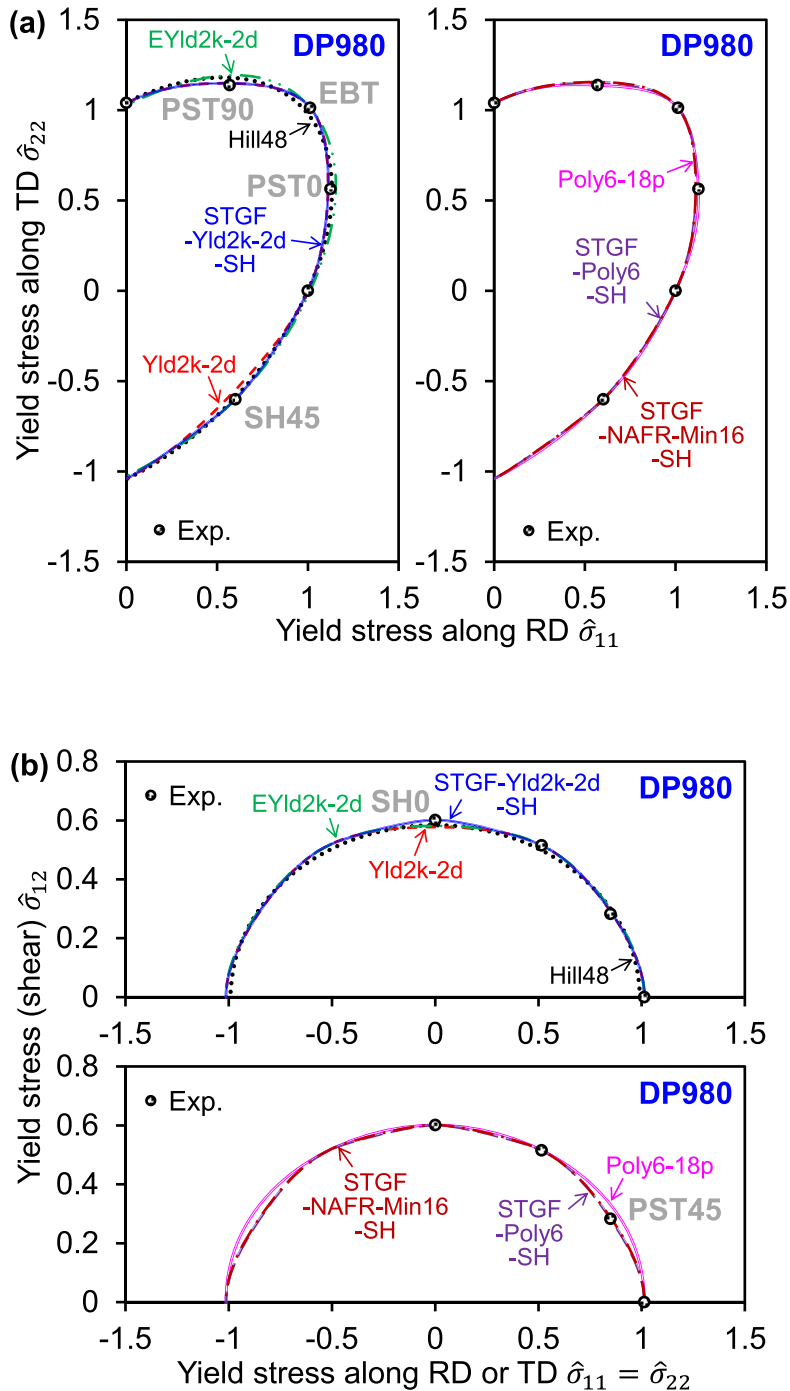 (a)
1.5
1
0.5
0
-0.5
-1
-1.5
Yield stress along TD σ̂₂₂
EYld2k-2d
DP980
PST90
EBT
Hill48
PST0
STGF
-Yld2k-2d
-SH
Yld2k-2d
SH45
Exp.
0
0.5
1
1.5
1.5
1
0.5
0
-0.5
-1
-1.5
DP980
Poly6-18p
STGF
-Poly6
-SH
STGF
-NAFR-Min16
-SH
Exp.
0
0.5
1
1.5
Yield stress along RD σ̂₁₁
(b)
0.8
0.6
0.4
0.2
0
Yield stress (shear) σ̂₁₂
Exp.
SH0
STGF-Yld2k-2d
-SH
DP980
EYld2k-2d
Yld2k-2d
Hill48
-1.5
-1
-0.5
0
0.5
1
1.5
0.8
0.6
0.4
0.2
0
Exp.
DP980
Poly6-18p
PST45
STGF
-NAFR-Min16
-SH
STGF
-Poly6
-SH
-1.5
-1
-0.5
0
0.5
1
1.5
Yield stress along RD or TD σ̂₁₁ = σ̂₂₂